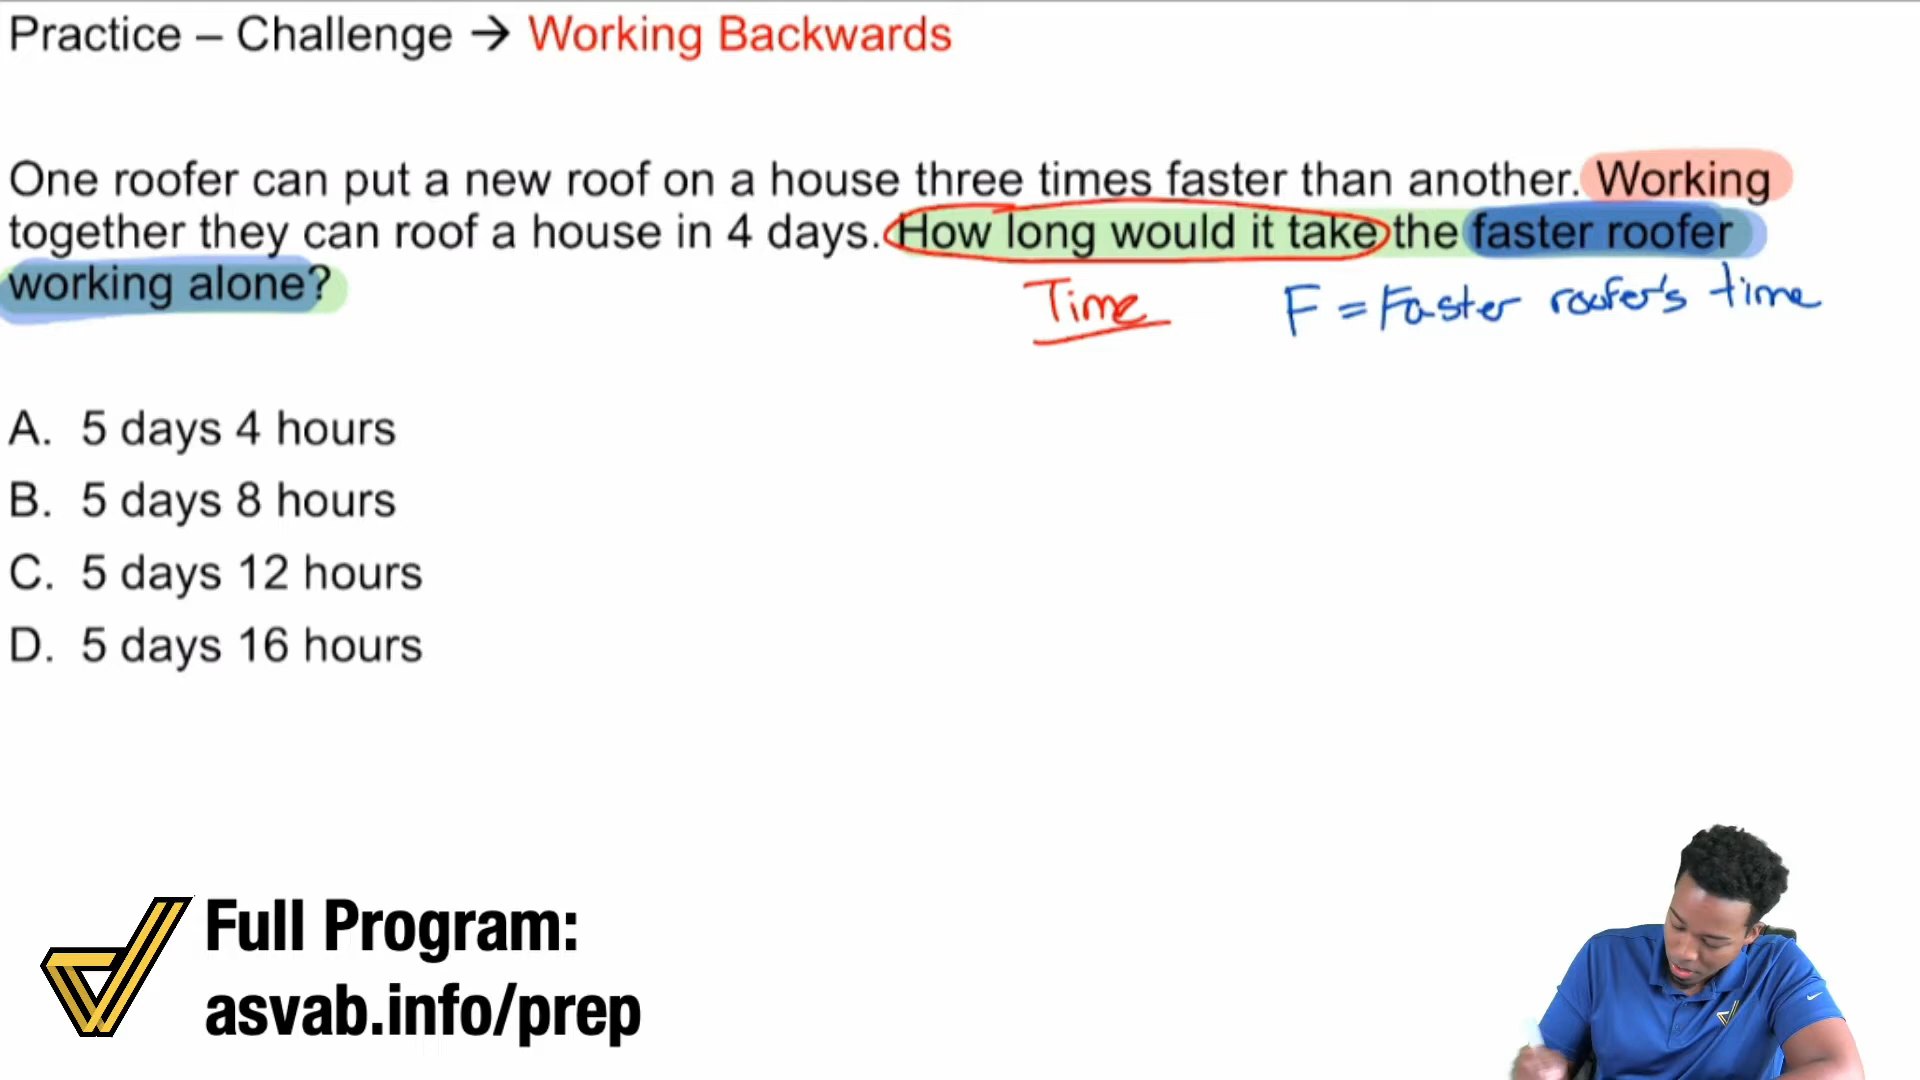 Practice – Challenge → Working Backwards
One roofer can put a new roof on a house three times faster than another. Working
together they can roof a house in 4 days. How long would it take the faster roofer
working alone?
Time
F = Faster roofer's time
A. 5 days 4 hours
B. 5 days 8 hours
C. 5 days 12 hours
D. 5 days 16 hours
Full Program:
asvab.info/prep